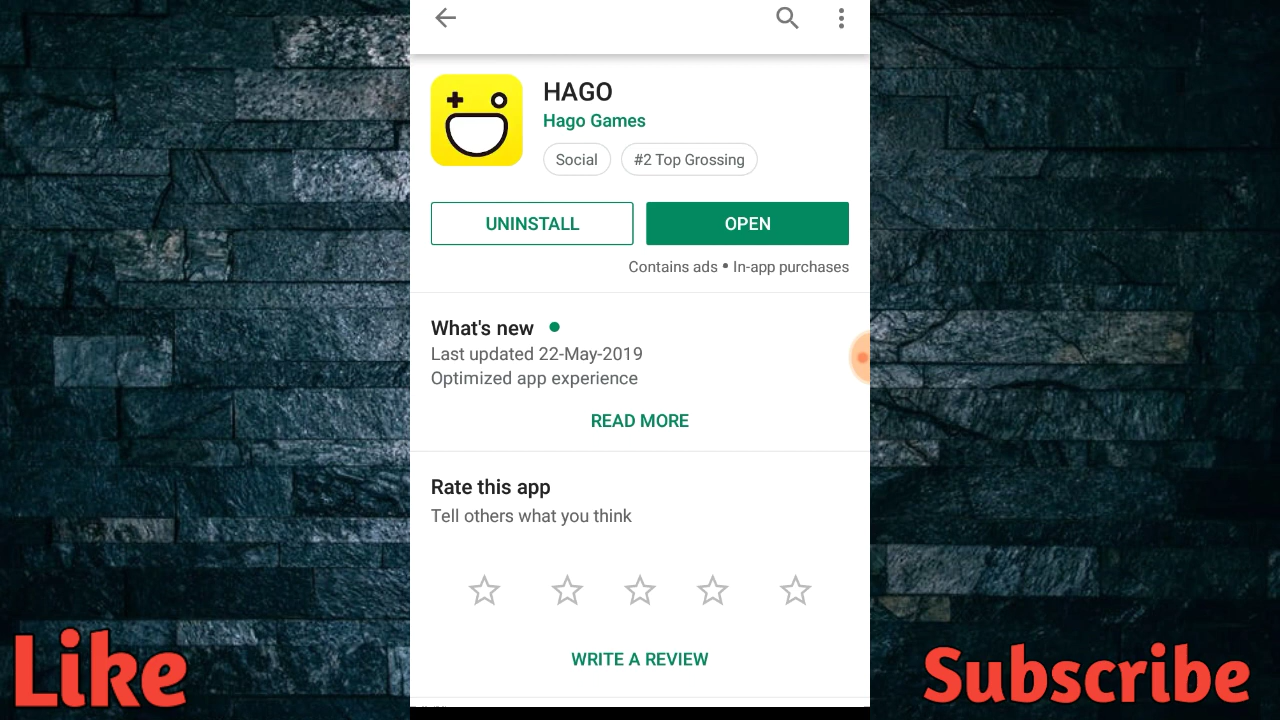 HAGO
Hago Games
Social
#2 Top Grossing
UNINSTALL
OPEN
Contains ads • In-app purchases
What's new
Last updated 22-May-2019
Optimized app experience
READ MORE
Rate this app
Tell others what you think
WRITE A REVIEW
Like
Subscribe